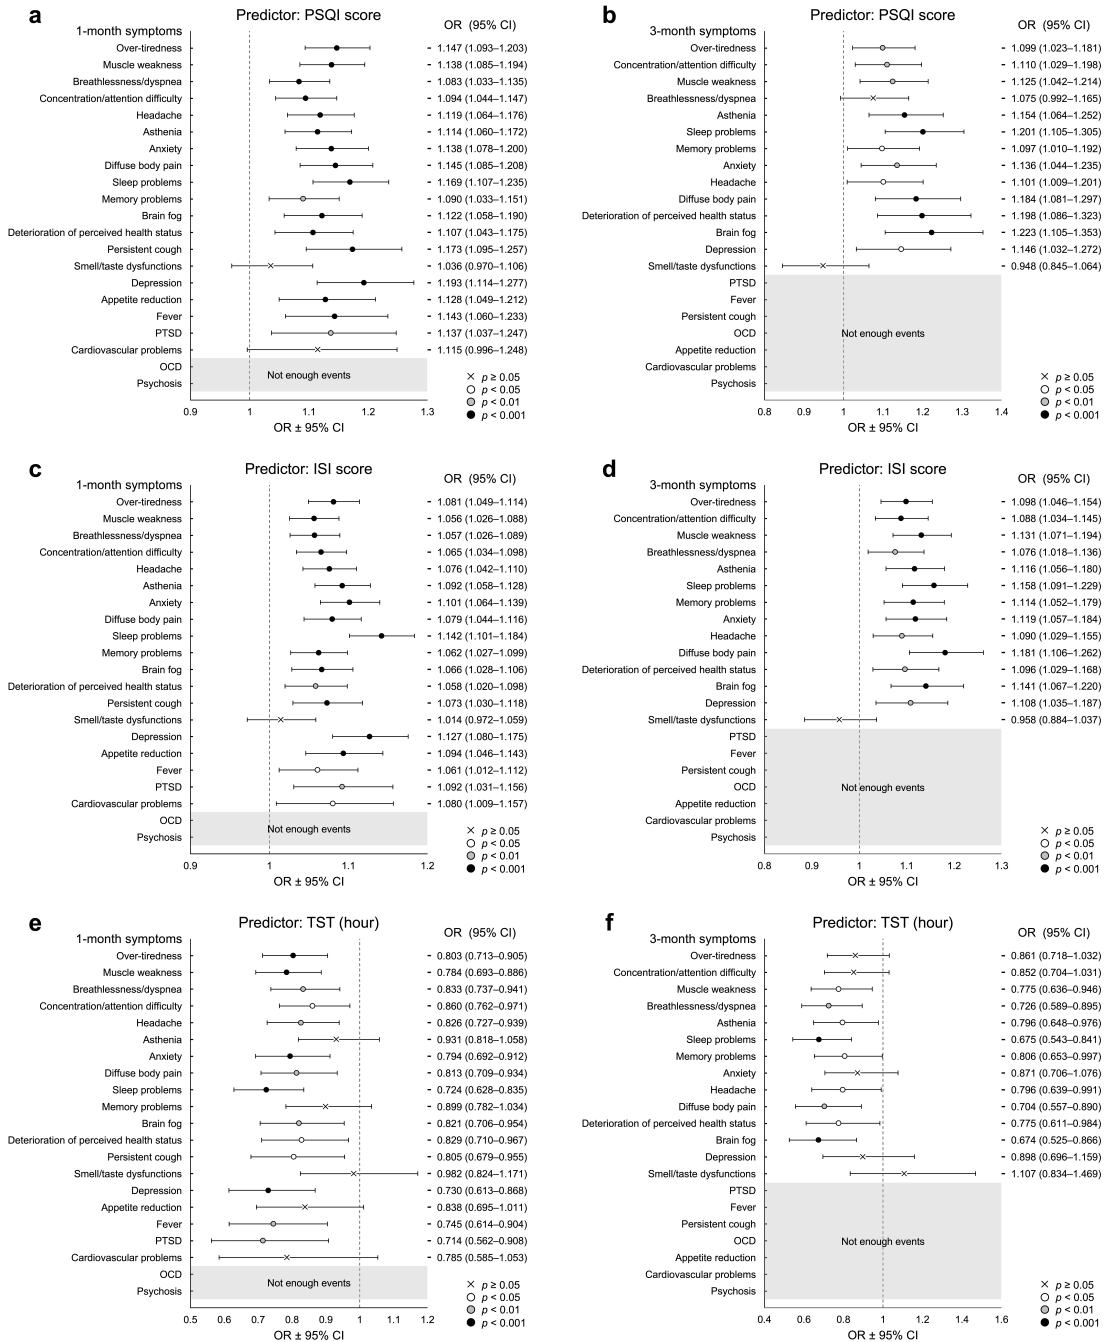 a
Predictor: PSQI score
1-month symptoms OR (95% CI)
Over-tiredness 1.147 (1.093–1.203)
Muscle weakness 1.138 (1.085–1.194)
Breathlessness/dyspnea 1.083 (1.033–1.135)
Concentration/attention difficulty 1.094 (1.044–1.147)
Headache 1.119 (1.064–1.176)
Asthenia 1.114 (1.060–1.172)
Anxiety 1.138 (1.078–1.200)
Diffuse body pain 1.145 (1.085–1.208)
Sleep problems 1.169 (1.107–1.235)
Memory problems 1.090 (1.033–1.151)
Brain fog 1.122 (1.058–1.190)
Deterioration of perceived health status 1.107 (1.043–1.175)
Persistent cough 1.173 (1.095–1.257)
Smell/taste dysfunctions 1.036 (0.970–1.106)
Depression 1.193 (1.114–1.277)
Appetite reduction 1.128 (1.049–1.212)
Fever 1.143 (1.060–1.233)
PTSD 1.137 (1.037–1.247)
Cardiovascular problems 1.115 (0.996–1.248)
OCD
Not enough events
Psychosis
p ≥ 0.05
p < 0.05
p < 0.01
p < 0.001
0.9 1 1.1 1.2 1.3
OR ± 95% CI
b
Predictor: PSQI score
3-month symptoms OR (95% CI)
Over-tiredness 1.099 (1.023–1.181)
Concentration/attention difficulty 1.110 (1.029–1.198)
Muscle weakness 1.125 (1.042–1.214)
Breathlessness/dyspnea 1.075 (0.992–1.165)
Asthenia 1.154 (1.064–1.252)
Sleep problems 1.201 (1.105–1.305)
Memory problems 1.097 (1.010–1.192)
Anxiety 1.136 (1.044–1.235)
Headache 1.101 (1.009–1.201)
Diffuse body pain 1.184 (1.081–1.297)
Deterioration of perceived health status 1.198 (1.086–1.323)
Brain fog 1.223 (1.105–1.353)
Depression 1.146 (1.032–1.272)
Smell/taste dysfunctions 0.948 (0.845–1.064)
PTSD
Fever
Persistent cough
OCD
Not enough events
Appetite reduction
Cardiovascular problems
Psychosis
p ≥ 0.05
p < 0.05
p < 0.01
p < 0.001
0.8 0.9 1 1.1 1.2 1.3 1.4
OR ± 95% CI
c
Predictor: ISI score
1-month symptoms OR (95% CI)
Over-tiredness 1.081 (1.049–1.114)
Muscle weakness 1.056 (1.026–1.088)
Breathlessness/dyspnea 1.057 (1.026–1.089)
Concentration/attention difficulty 1.065 (1.034–1.098)
Headache 1.076 (1.042–1.110)
Asthenia 1.092 (1.058–1.128)
Anxiety 1.101 (1.064–1.139)
Diffuse body pain 1.079 (1.044–1.116)
Sleep problems 1.142 (1.101–1.184)
Memory problems 1.062 (1.027–1.099)
Brain fog 1.066 (1.028–1.106)
Deterioration of perceived health status 1.058 (1.020–1.098)
Persistent cough 1.073 (1.030–1.118)
Smell/taste dysfunctions 1.014 (0.972–1.059)
Depression 1.127 (1.080–1.175)
Appetite reduction 1.094 (1.046–1.143)
Fever 1.061 (1.012–1.112)
PTSD 1.092 (1.031–1.156)
Cardiovascular problems 1.080 (1.009–1.157)
OCD
Not enough events
Psychosis
p ≥ 0.05
p < 0.05
p < 0.01
p < 0.001
0.9 1 1.1 1.2
OR ± 95% CI
d
Predictor: ISI score
3-month symptoms OR (95% CI)
Over-tiredness 1.098 (1.046–1.154)
Concentration/attention difficulty 1.088 (1.034–1.145)
Muscle weakness 1.131 (1.071–1.194)
Breathlessness/dyspnea 1.076 (1.018–1.136)
Asthenia 1.116 (1.056–1.180)
Sleep problems 1.158 (1.091–1.229)
Memory problems 1.114 (1.052–1.179)
Anxiety 1.119 (1.057–1.184)
Headache 1.090 (1.029–1.155)
Diffuse body pain 1.181 (1.106–1.262)
Deterioration of perceived health status 1.096 (1.029–1.168)
Brain fog 1.141 (1.067–1.220)
Depression 1.108 (1.035–1.187)
Smell/taste dysfunctions 0.958 (0.884–1.037)
PTSD
Fever
Persistent cough
OCD
Not enough events
Appetite reduction
Cardiovascular problems
Psychosis
p ≥ 0.05
p < 0.05
p < 0.01
p < 0.001
0.8 0.9 1 1.1 1.2 1.3
OR ± 95% CI
e
Predictor: TST (hour)
1-month symptoms OR (95% CI)
Over-tiredness 0.803 (0.713–0.905)
Muscle weakness 0.784 (0.693–0.886)
Breathlessness/dyspnea 0.833 (0.737–0.941)
Concentration/attention difficulty 0.860 (0.762–0.971)
Headache 0.826 (0.727–0.939)
Asthenia 0.931 (0.818–1.058)
Anxiety 0.794 (0.692–0.912)
Diffuse body pain 0.813 (0.709–0.934)
Sleep problems 0.724 (0.628–0.835)
Memory problems 0.899 (0.782–1.034)
Brain fog 0.821 (0.706–0.954)
Deterioration of perceived health status 0.829 (0.710–0.967)
Persistent cough 0.805 (0.679–0.955)
Smell/taste dysfunctions 0.982 (0.824–1.171)
Depression 0.730 (0.613–0.868)
Appetite reduction 0.838 (0.695–1.011)
Fever 0.745 (0.614–0.904)
PTSD 0.714 (0.562–0.908)
Cardiovascular problems 0.785 (0.585–1.053)
OCD
Not enough events
Psychosis
p ≥ 0.05
p < 0.05
p < 0.01
p < 0.001
0.5 0.6 0.7 0.8 0.9 1 1.1 1.2
OR ± 95% CI
f
Predictor: TST (hour)
3-month symptoms OR (95% CI)
Over-tiredness 0.861 (0.718–1.032)
Concentration/attention difficulty 0.852 (0.704–1.031)
Muscle weakness 0.775 (0.636–0.946)
Breathlessness/dyspnea 0.726 (0.589–0.895)
Asthenia 0.796 (0.648–0.976)
Sleep problems 0.675 (0.543–0.841)
Memory problems 0.806 (0.653–0.997)
Anxiety 0.871 (0.706–1.076)
Headache 0.796 (0.639–0.991)
Diffuse body pain 0.704 (0.557–0.890)
Deterioration of perceived health status 0.775 (0.611–0.984)
Brain fog 0.674 (0.525–0.866)
Depression 0.898 (0.696–1.159)
Smell/taste dysfunctions 1.107 (0.834–1.469)
PTSD
Fever
Persistent cough
OCD
Not enough events
Appetite reduction
Cardiovascular problems
Psychosis
p ≥ 0.05
p < 0.05
p < 0.01
p < 0.001
0.4 0.6 0.8 1 1.2 1.4 1.6
OR ± 95% CI